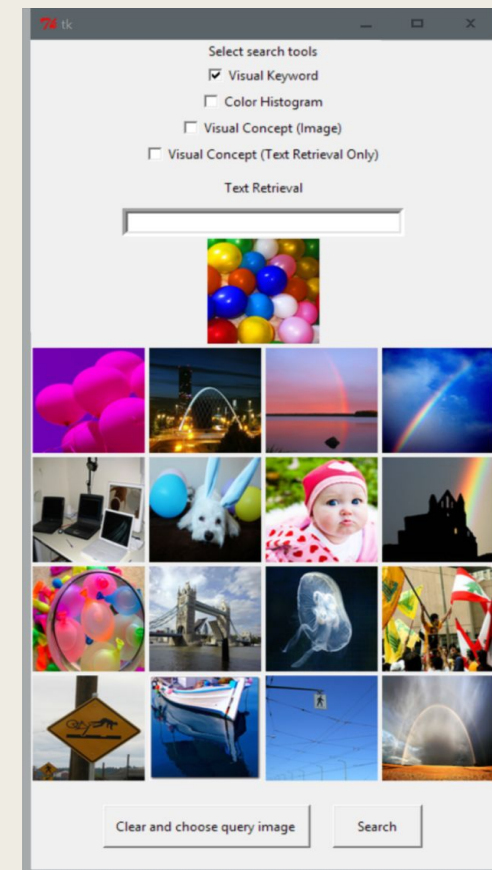 tk
Select search tools
Visual Keyword
Color Histogram
Visual Concept (Image)
Visual Concept (Text Retrieval Only)
Text Retrieval
Clear and choose query image
Search